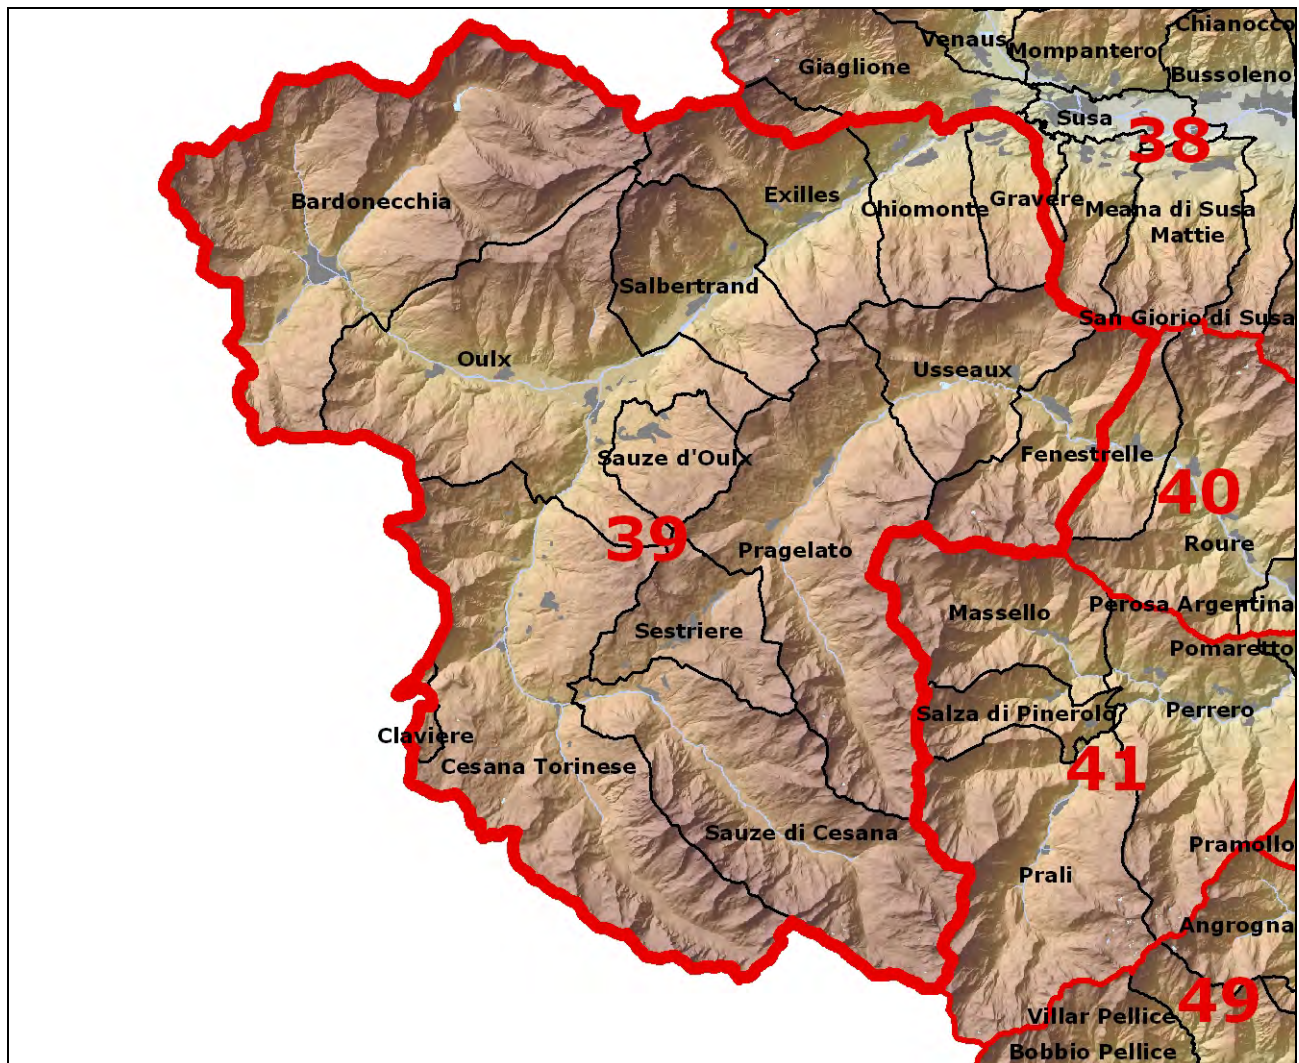 Chianocco
Venaus
Mompantero
Giaglione
Bussoleno
Susa
38
Bardonecchia
Exilles
Chiomonte
Gravere
Meana di Susa
Mattie
Salbertrand
San Giorio di Susa
Oulx
Usseaux
Sauze d'Oulx
Fenestrelle
40
39
Pragelato
Roure
Massello
Perosa Argentina
Sestriere
Pomaretto
Salza di Pinerolo
Perrero
Claviere
Cesana Torinese
41
Sauze di Cesana
Pramollo
Prali
Angrogna
49
Villar Pellice
Bobbio Pellice